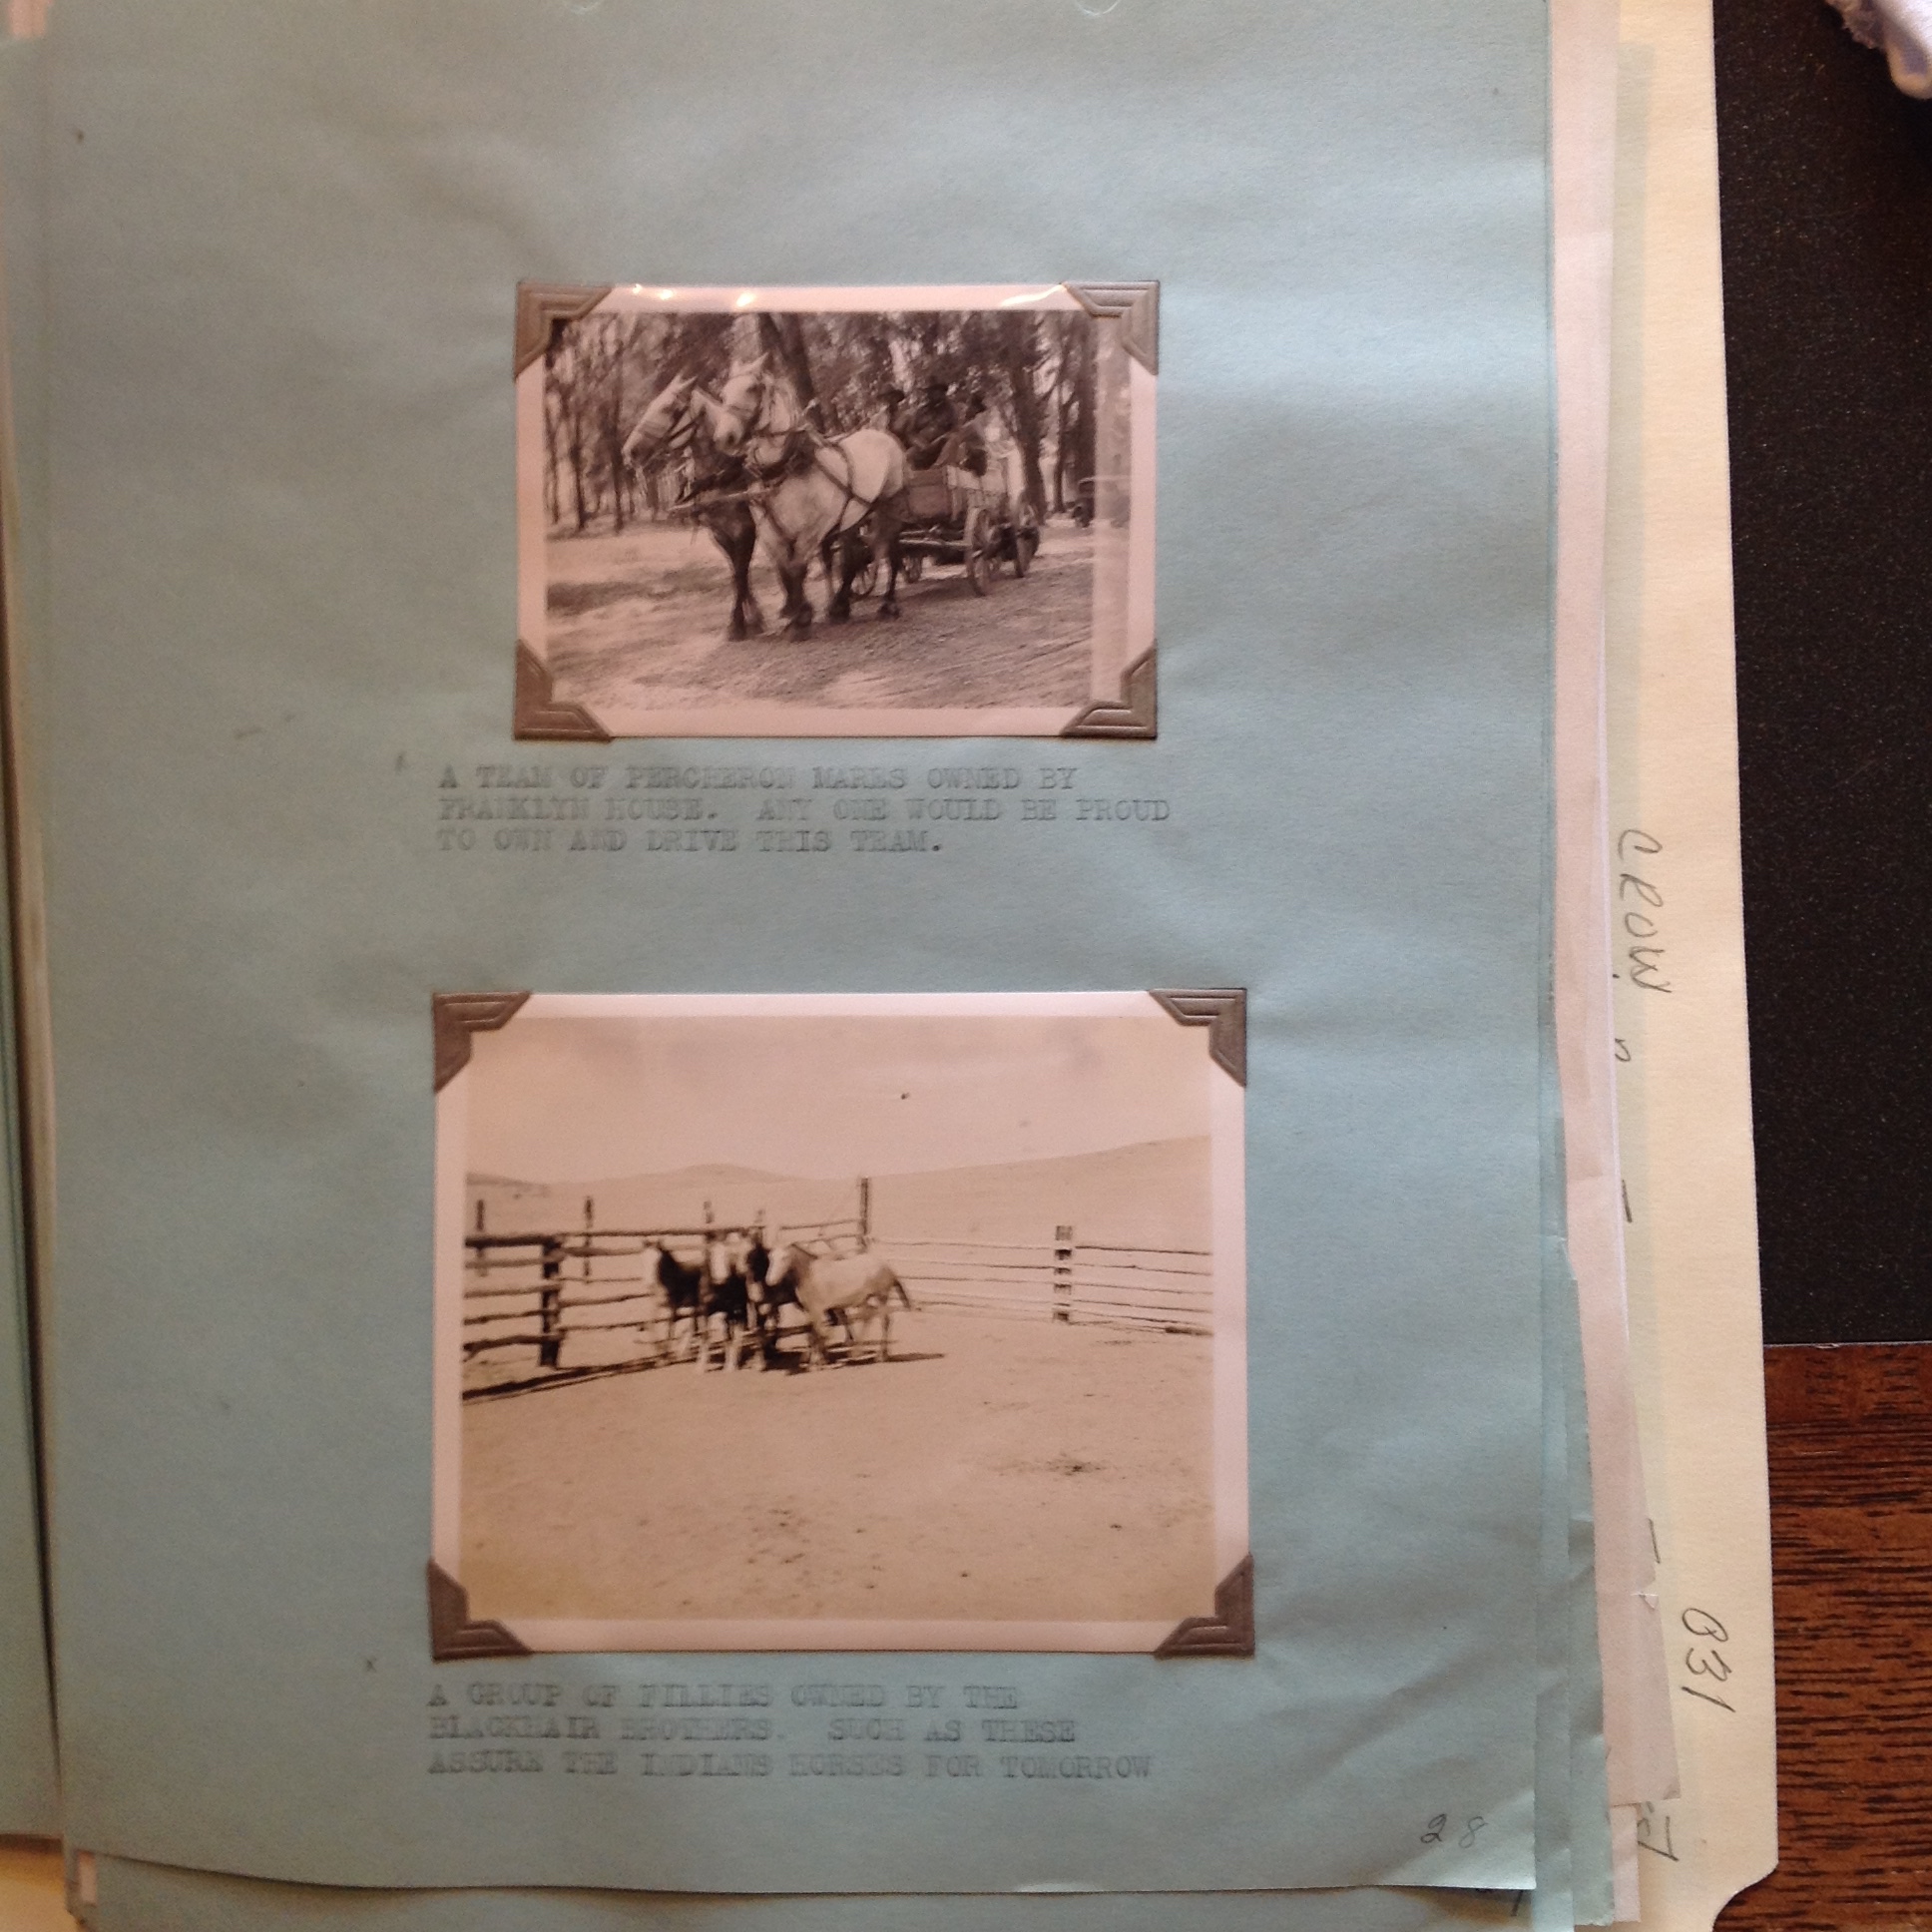 A TEAM OF PERCHERON MARES OWNED BY
FRANKLYN HOUSE. ANY ONE WOULD BE PROUD
TO OWN AND DRIVE THIS TEAM.
A GROUP OF FILLIES OWNED BY THE
BLACKHAIR BROTHERS. SUCH AS THESE
ASSURE THE INDIANS HORSES FOR TOMORROW
28
CROW
031